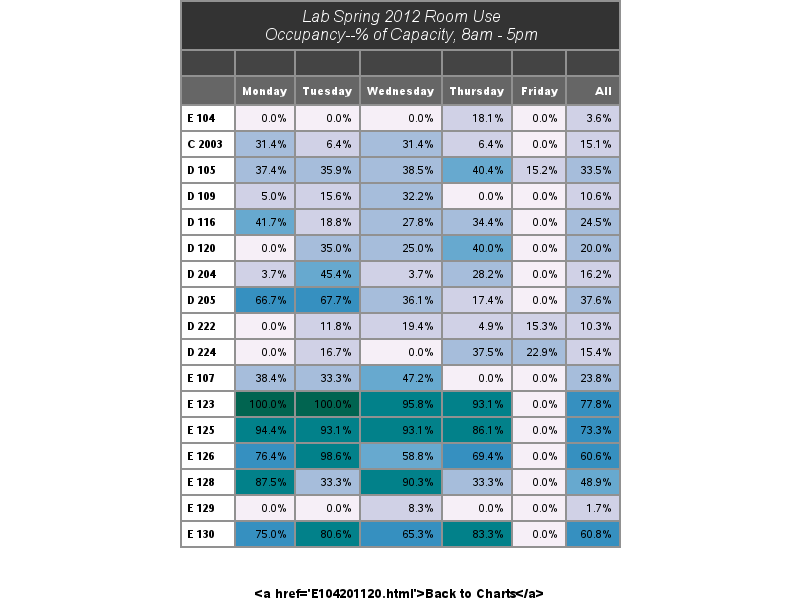 Lab Spring 2012 Room Use
Occupancy--% of Capacity, 8am - 5pm
Monday Tuesday Wednesday Thursday Friday All
E 104 0.0% 0.0% 0.0% 18.1% 0.0% 3.6%
C 2003 31.4% 6.4% 31.4% 6.4% 0.0% 15.1%
D 105 37.4% 35.9% 38.5% 40.4% 15.2% 33.5%
D 109 5.0% 15.6% 32.2% 0.0% 0.0% 10.6%
D 116 41.7% 18.8% 27.8% 34.4% 0.0% 24.5%
D 120 0.0% 35.0% 25.0% 40.0% 0.0% 20.0%
D 204 3.7% 45.4% 3.7% 28.2% 0.0% 16.2%
D 205 66.7% 67.7% 36.1% 17.4% 0.0% 37.6%
D 222 0.0% 11.8% 19.4% 4.9% 15.3% 10.3%
D 224 0.0% 16.7% 0.0% 37.5% 22.9% 15.4%
E 107 38.4% 33.3% 47.2% 0.0% 0.0% 23.8%
E 123 100.0% 100.0% 95.8% 93.1% 0.0% 77.8%
E 125 94.4% 93.1% 93.1% 86.1% 0.0% 73.3%
E 126 76.4% 98.6% 58.8% 69.4% 0.0% 60.6%
E 128 87.5% 33.3% 90.3% 33.3% 0.0% 48.9%
E 129 0.0% 0.0% 8.3% 0.0% 0.0% 1.7%
E 130 75.0% 80.6% 65.3% 83.3% 0.0% 60.8%
<a href='E104201120.html'>Back to Charts</a>